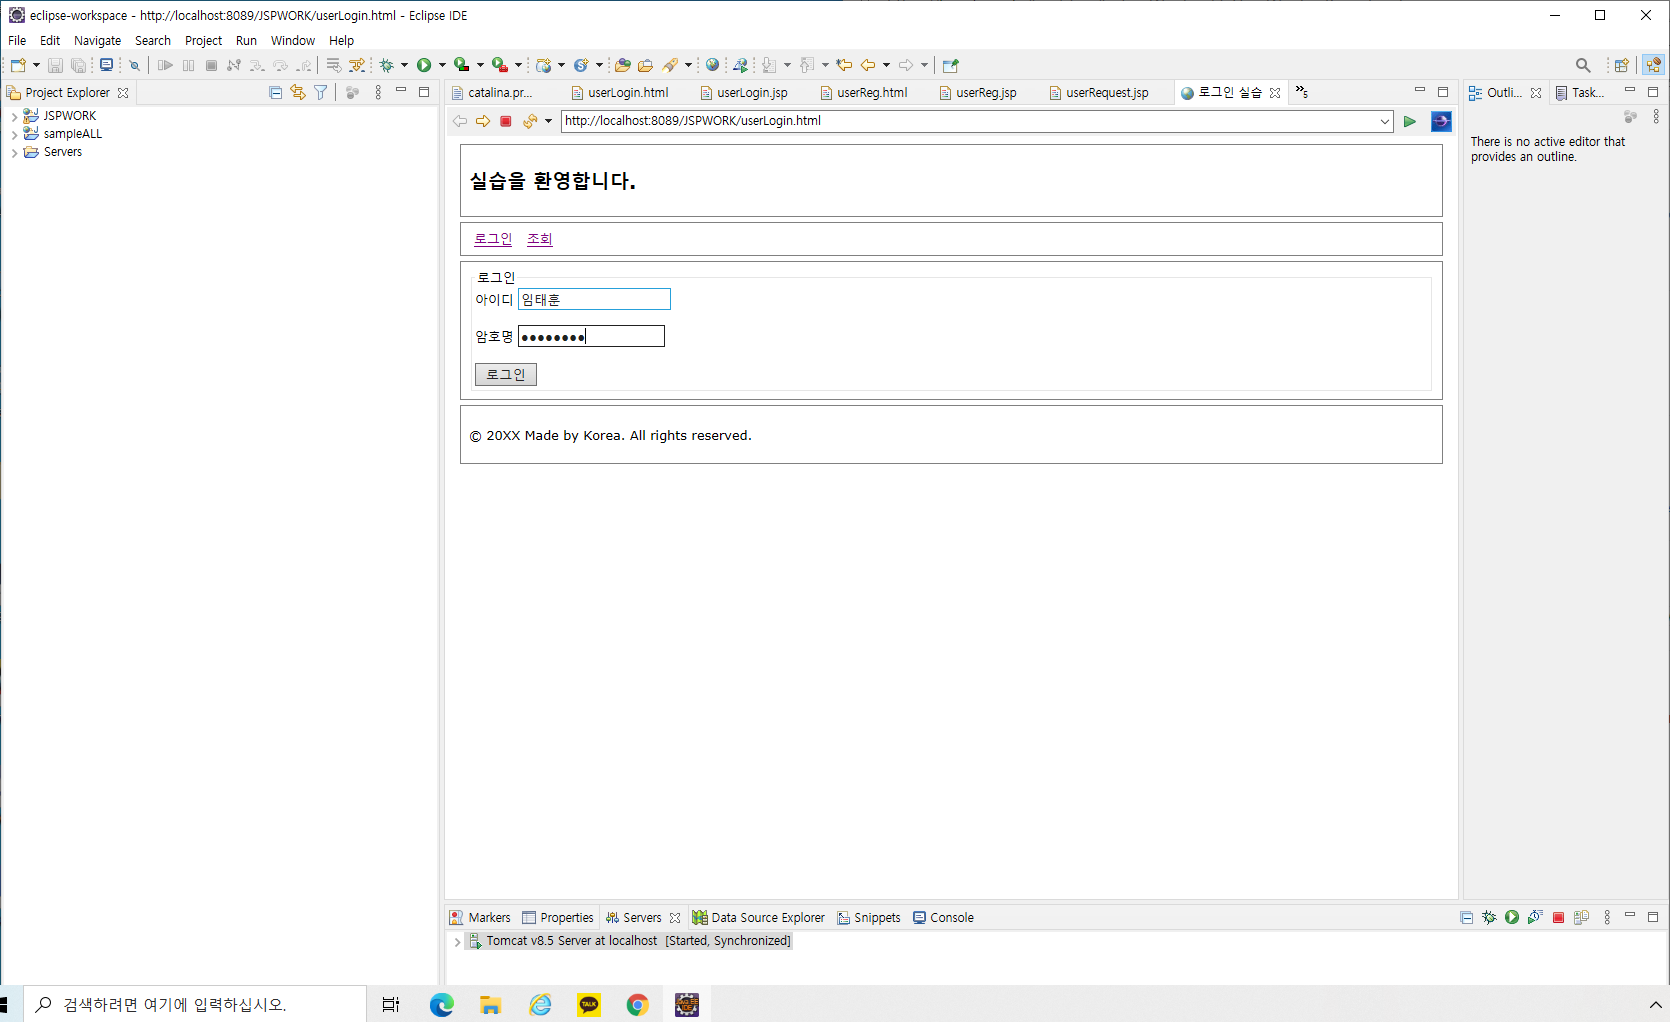 eclipse-workspace - http://localhost:8089/JSPWORK/userLogin.html - Eclipse IDE
File Edit Navigate Search Project Run Window Help
Project Explorer
JSPWORK
sampleALL
Servers
catalina.pr... userLogin.html userLogin.jsp userReg.html userReg.jsp userRequest.jsp 로그인 실습 »5
http://localhost:8089/JSPWORK/userLogin.html
실습을 환영합니다.
로그인 조회
로그인
아이디 임태훈
암호명 ●●●●●●●●
로그인
© 20XX Made by Korea. All rights reserved.
Outli... Task...
There is no active editor that
provides an outline.
Markers Properties Servers Data Source Explorer Snippets Console
Tomcat v8.5 Server at localhost [Started, Synchronized]
검색하려면 여기에 입력하십시오.
TALK
Java EE
IDE